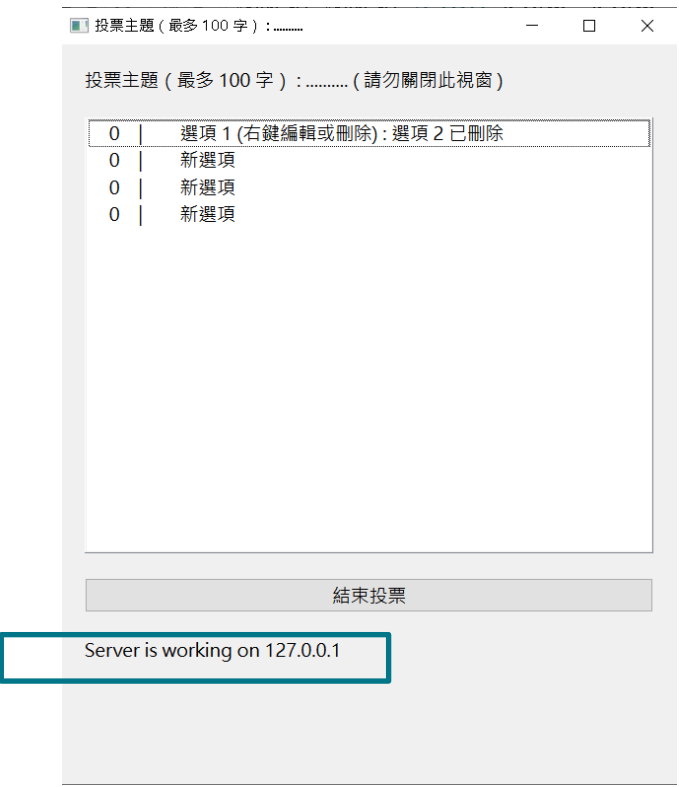 投票主題 ( 最多 100 字 ) : ..........
投票主題 ( 最多 100 字 ) : .......... ( 請勿關閉此視窗 )
0 | 選項 1 (右鍵編輯或刪除) : 選項 2 已刪除
0 | 新選項
0 | 新選項
0 | 新選項
結束投票
Server is working on 127.0.0.1